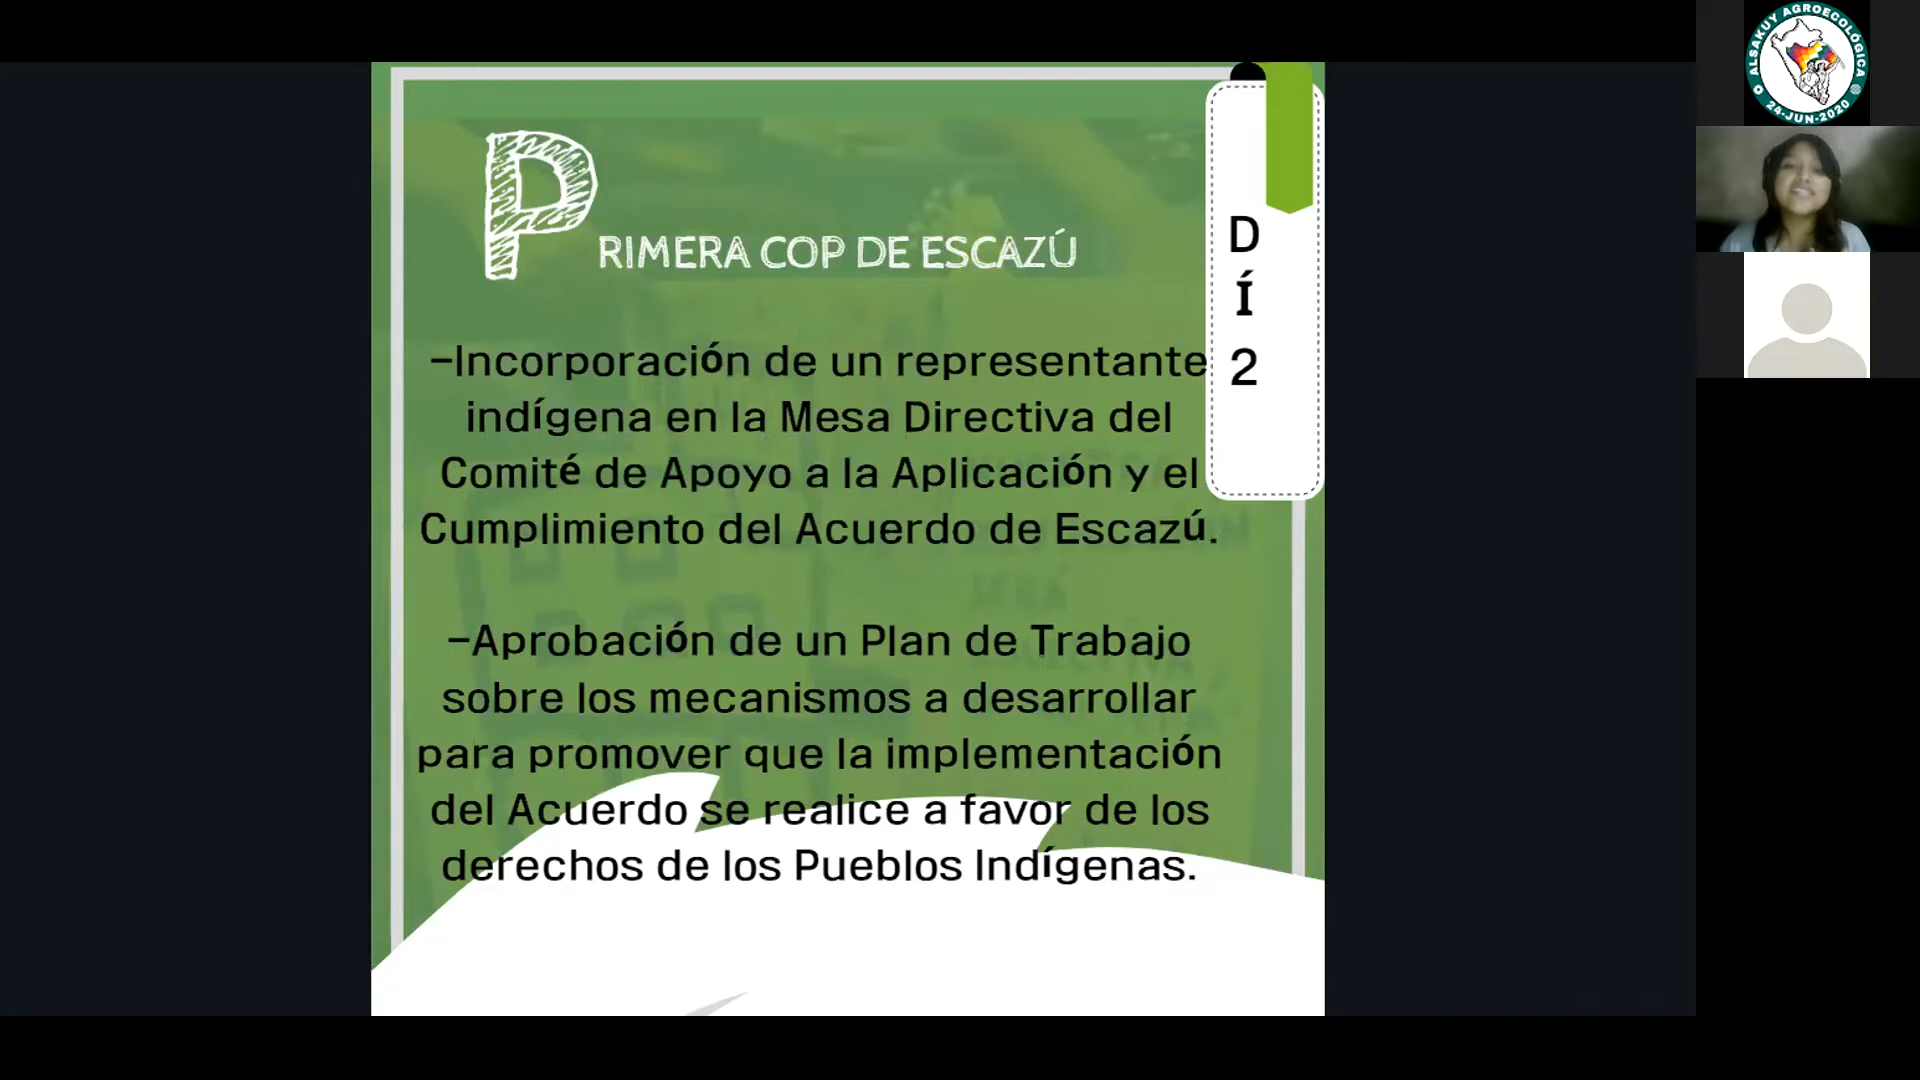 PRIMERA COP DE ESCAZÚ
DÍ2
-Incorporación de un representante
indígena en la Mesa Directiva del
Comité de Apoyo a la Aplicación y el
Cumplimiento del Acuerdo de Escazú.
-Aprobación de un Plan de Trabajo
sobre los mecanismos a desarrollar
para promover que la implementación
del Acuerdo se realice a favor de los
derechos de los Pueblos Indígenas.
ALSAKUY AGROECOLÓGICA
24-JUN-2020